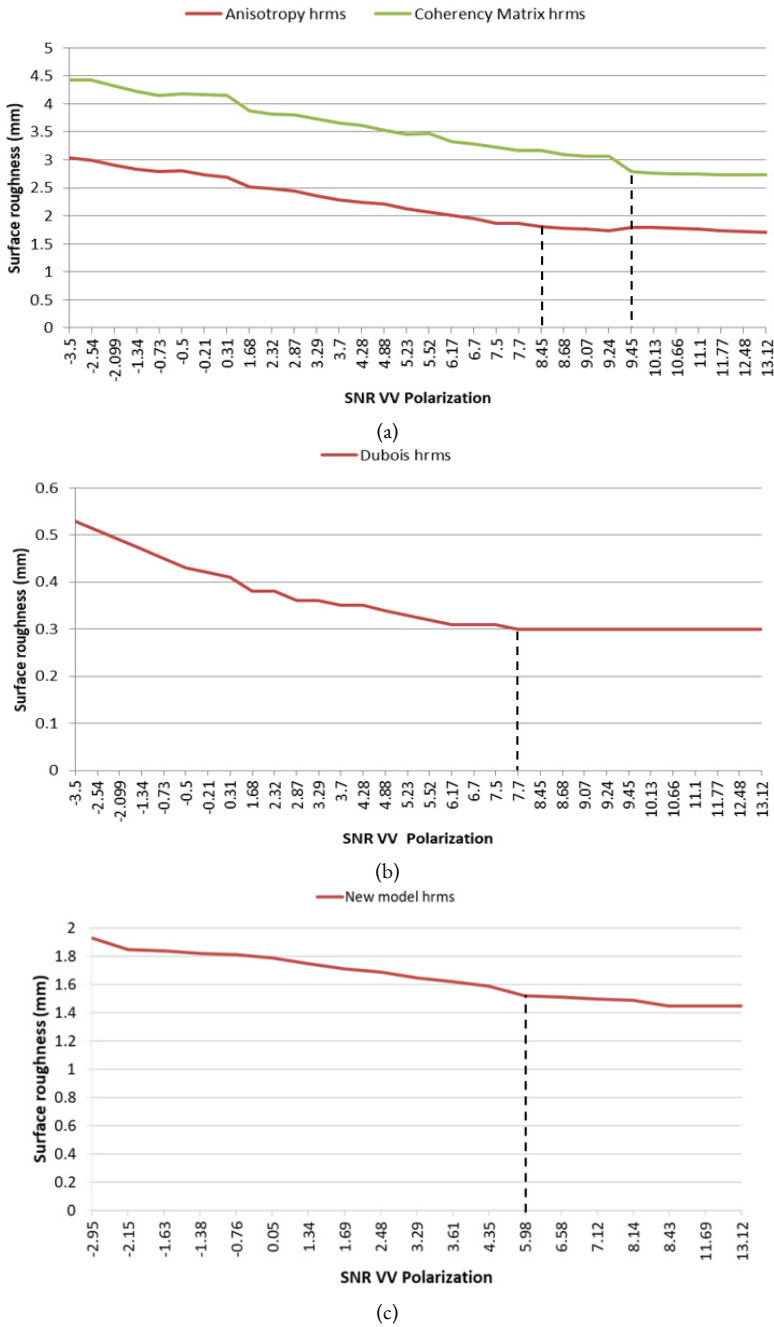 Anisotropy hrms Coherency Matrix hrms
5
4.5
4
3.5
3
2.5
2
1.5
1
0.5
0
Surface roughness (mm)
-3.5 -2.54 -2.099 -1.34 -0.73 -0.5 -0.21 0.31 1.68 2.32 2.87 3.29 3.7 4.28 4.88 5.23 5.52 6.17 6.7 7.5 7.7 8.45 8.68 9.07 9.24 9.45 10.13 10.66 11.1 11.77 12.48 13.12
SNR VV Polarization
(a)
Dubois hrms
0.6
0.5
0.4
0.3
0.2
0.1
0
Surface roughness (mm)
-3.5 -2.54 -2.099 -1.34 -0.73 -0.5 -0.21 0.31 1.68 2.32 2.87 3.29 3.7 4.28 4.88 5.23 5.52 6.17 6.7 7.5 7.7 8.45 8.68 9.07 9.24 9.45 10.13 10.66 11.1 11.77 12.48 13.12
SNR VV Polarization
(b)
New model hrms
2
1.8
1.6
1.4
1.2
1
0.8
0.6
0.4
0.2
0
Surface roughness (mm)
-2.95 -2.15 -1.63 -1.38 -0.76 0.05 1.34 1.69 2.48 3.29 3.61 4.35 5.98 6.58 7.12 8.14 8.43 11.69 13.12
SNR VV Polarization
(c)